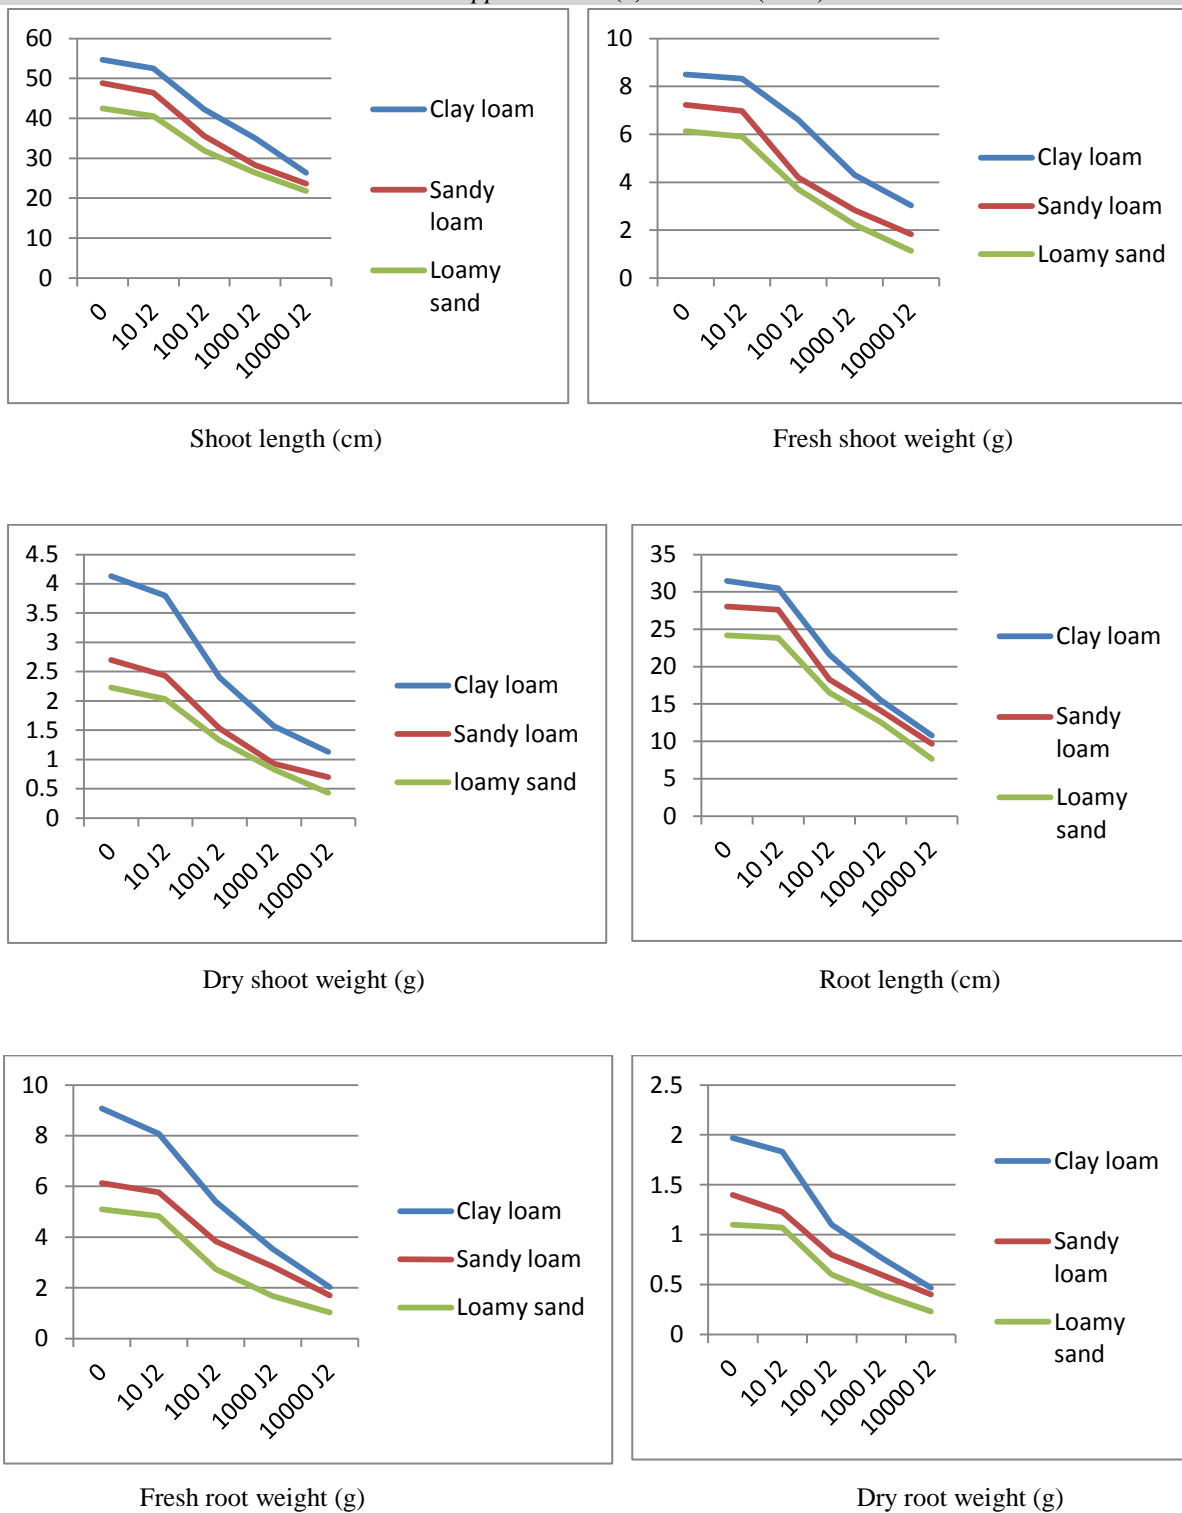 60
50
40
30
20
10
0
0
10 J2
100 J2
1000 J2
10000 J2
Clay loam
Sandy
loam
Loamy
sand
Shoot length (cm)
10
8
6
4
2
0
0
10 J2
100 J2
1000 J2
10000 J2
Clay loam
Sandy loam
Loamy sand
Fresh shoot weight (g)
4.5
4
3.5
3
2.5
2
1.5
1
0.5
0
0
10 J2
100J 2
1000 J2
10000 J2
Clay loam
Sandy loam
loamy sand
Dry shoot weight (g)
35
30
25
20
15
10
5
0
0
10 J2
100 J2
1000 J2
10000 J2
Clay loam
Sandy
loam
Loamy
sand
Root length (cm)
10
8
6
4
2
0
0
10 J2
100 J2
1000 J2
10000 J2
Clay loam
Sandy loam
Loamy sand
Fresh root weight (g)
2.5
2
1.5
1
0.5
0
0
10 J2
100 J2
1000 J2
10000 J2
Clay loam
Sandy
loam
Loamy
sand
Dry root weight (g)